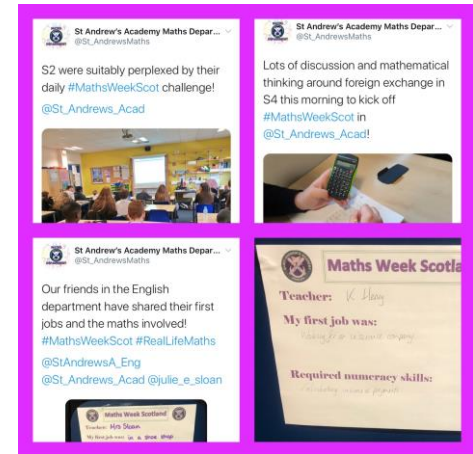 St Andrew's Academy Maths Depar...
@St_AndrewsMaths
S2 were suitably perplexed by their
daily #MathsWeekScot challenge!
@St_Andrews_Acad
St Andrew's Academy Maths Depar...
@St_AndrewsMaths
Lots of discussion and mathematical
thinking around foreign exchange in
S4 this morning to kick off
#MathsWeekScot in
@St_Andrews_Acad!
St Andrew's Academy Maths Depar...
@St_AndrewsMaths
Our friends in the English
department have shared their first
jobs and the maths involved!
#MathsWeekScot #RealLifeMaths
@StAndrewsA_Eng
@St_Andrews_Acad @julie_e_sloan
Maths Week Scotland
Teacher: Mrs Sloan
My first job was: in a shoe shop
Maths Week Scotla
Teacher: K
My first job was:
Required numeracy skills: